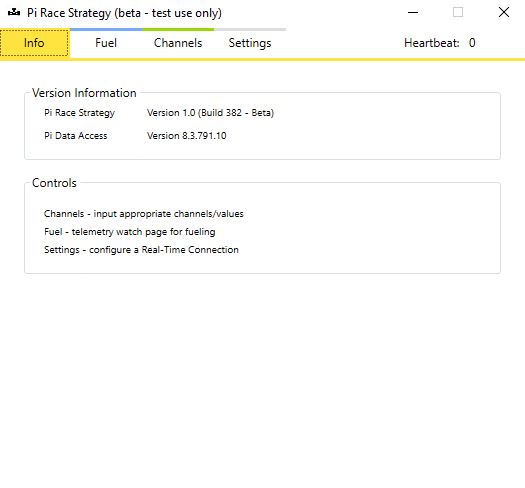 Pi Race Strategy (beta - test use only)
Info Fuel Channels Settings Heartbeat: 0
Version Information
Pi Race Strategy Version 1.0 (Build 382 - Beta)
Pi Data Access Version 8.3.791.10
Controls
Channels - input appropriate channels/values
Fuel - telemetry watch page for fueling
Settings - configure a Real-Time Connection